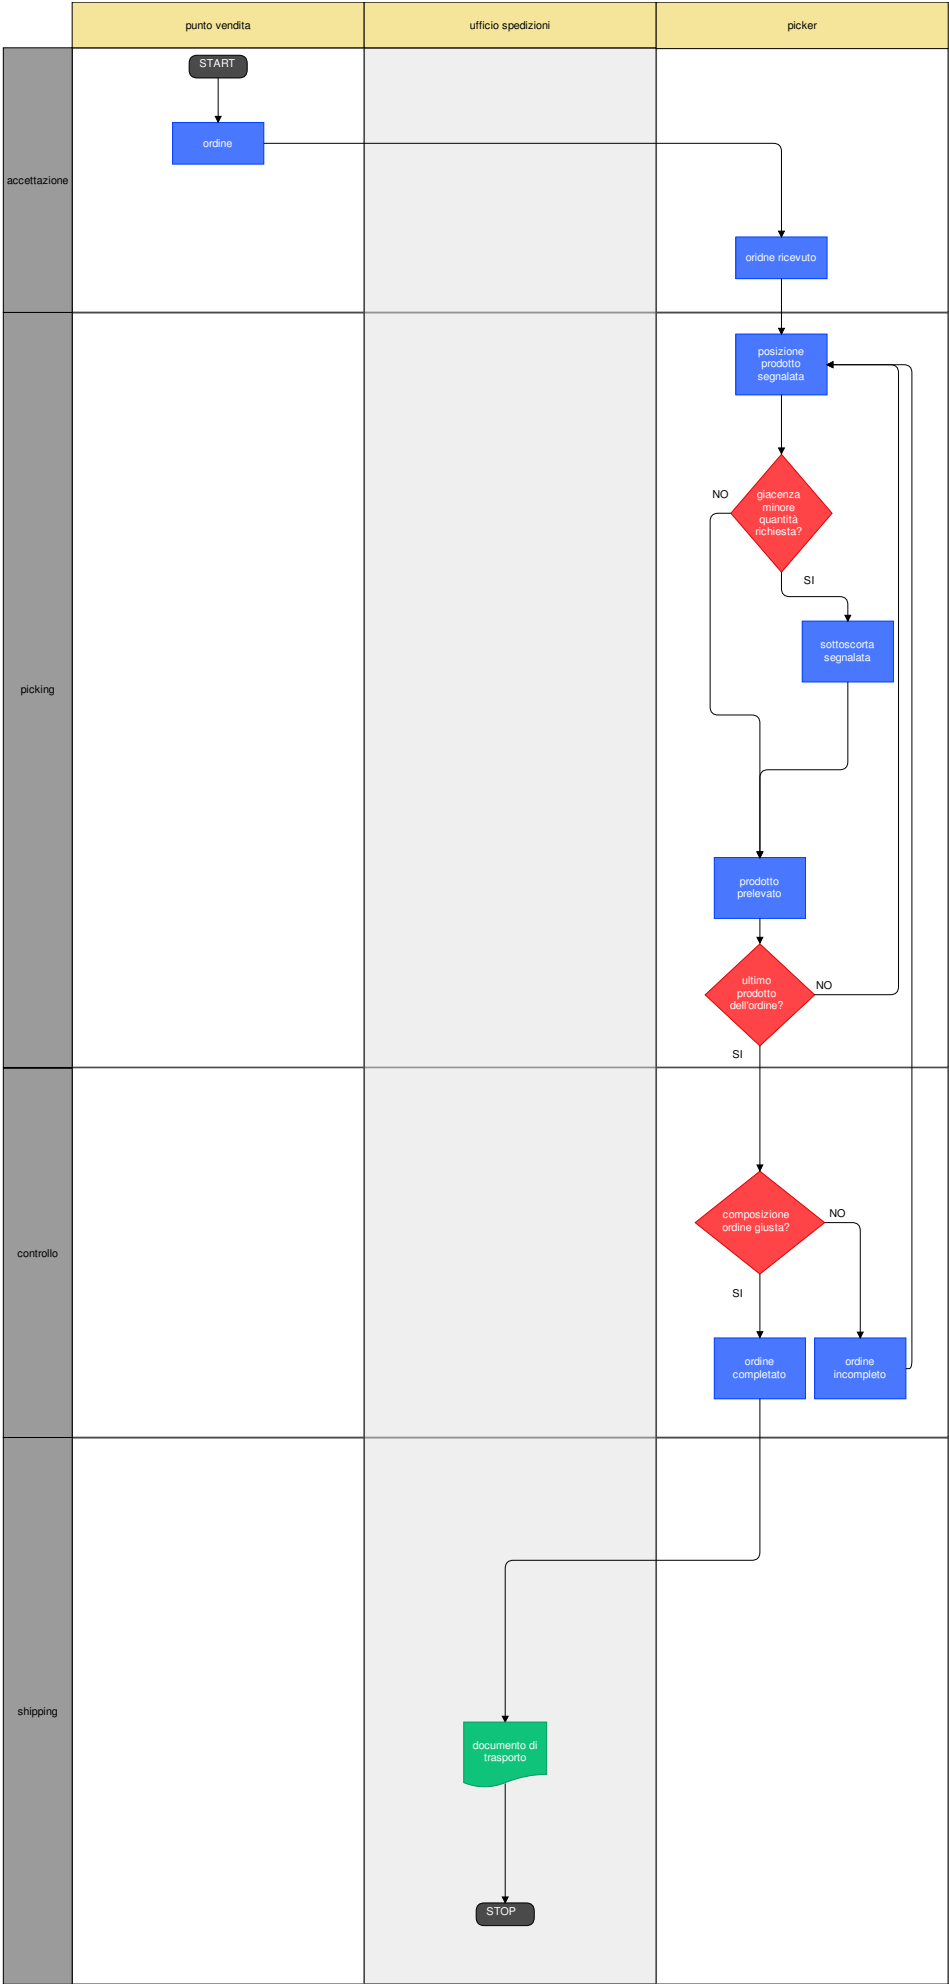 punto vendita
ufficio spedizioni
picker
START
ordine
accettazione
oridne ricevuto
posizione
prodotto
segnalata
NO
giacenza
minore
quantità
richiesta?
SI
sottoscorta
segnalata
picking
prodotto
prelevato
ultimo
prodotto
dell'ordine?
NO
SI
composizione
ordine giusta?
NO
controllo
SI
ordine
completato
ordine
incompleto
shipping
documento di
trasporto
STOP